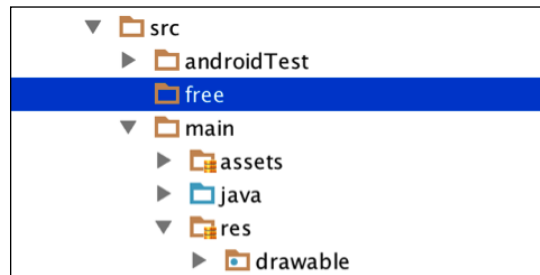 src
androidTest
free
main
assets
java
res
drawable